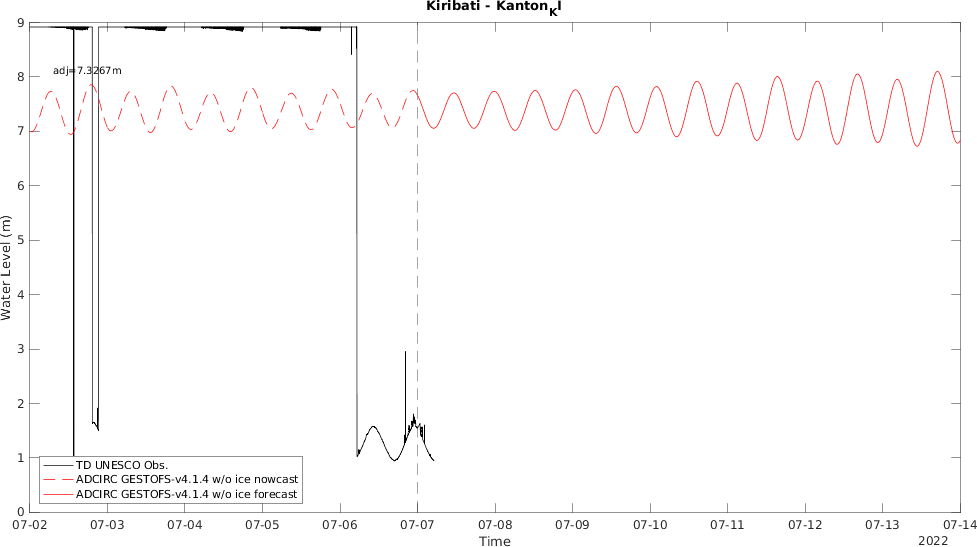 Kiribati - Kanton_KI
9
8
7
6
5
4
3
2
1
0
Water Level (m)
adj=7.3267m
TD UNESCO Obs.
ADCIRC GESTOFS-v4.1.4 w/o ice nowcast
ADCIRC GESTOFS-v4.1.4 w/o ice forecast
07-02 07-03 07-04 07-05 07-06 07-07 07-08 07-09 07-10 07-11 07-12 07-13 07-14
Time
2022